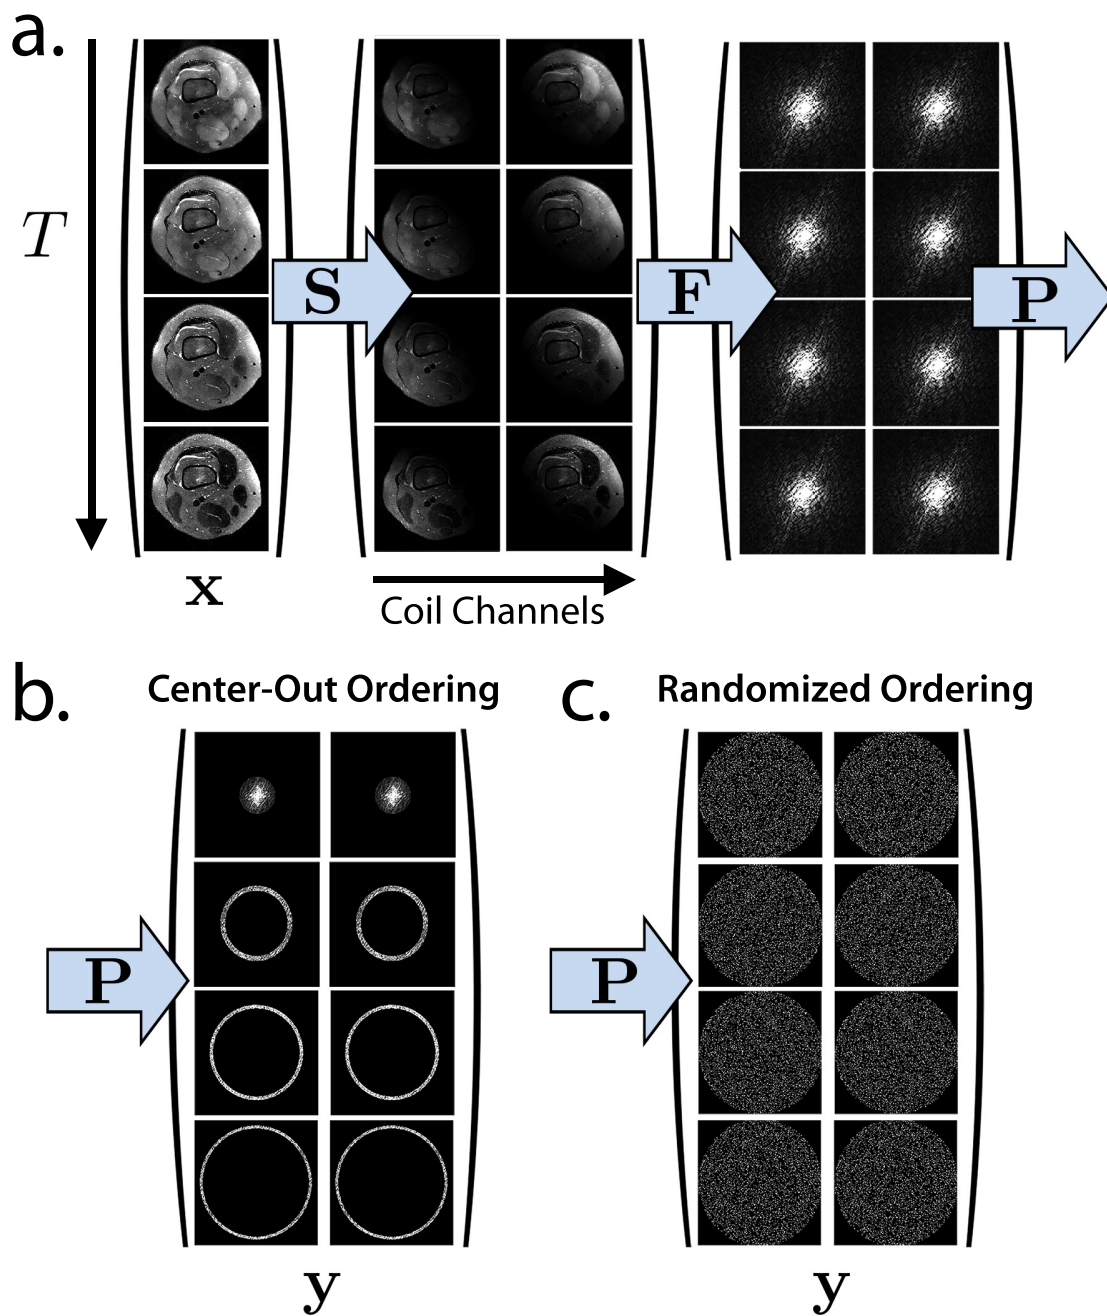 a.
T
S
F
P
x
Coil Channels
b.
Center-Out Ordering
c.
Randomized Ordering
P
P
y
y